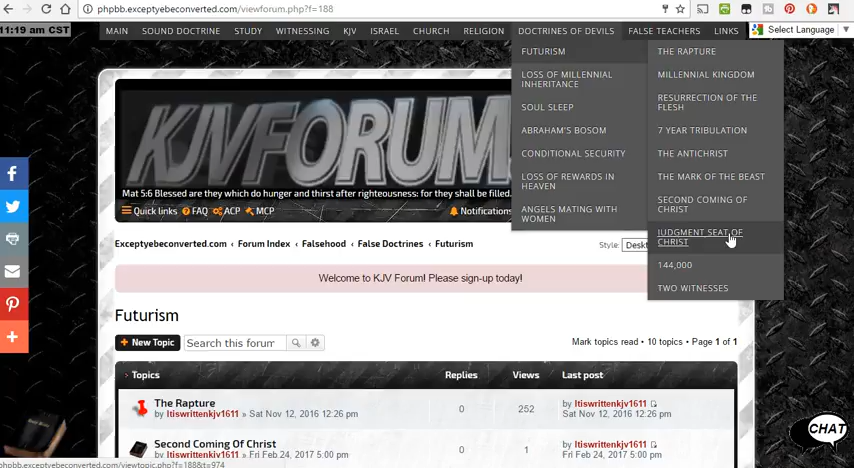 phpbb.exceptyebeconverted.com/viewforum.php?f=188
11:19 am CST
MAIN SOUND DOCTRINE STUDY WITNESSING KJV ISRAEL CHURCH RELIGION DOCTRINES OF DEVILS FALSE TEACHERS LINKS
Select Language
FUTURISM
LOSS OF MILLENNIAL
INHERITANCE
SOUL SLEEP
ABRAHAM'S BOSOM
CONDITIONAL SECURITY
LOSS OF REWARDS IN
HEAVEN
ANGELS MATING WITH
WOMEN
THE RAPTURE
MILLENNIAL KINGDOM
RESURRECTION OF THE
FLESH
7 YEAR TRIBULATION
THE ANTICHRIST
THE MARK OF THE BEAST
SECOND COMING OF
CHRIST
JUDGMENT SEAT OF
CHRIST
144,000
TWO WITNESSES
KJVFORUM
Mat 5:6 Blessed are they which do hunger and thirst after righteousness: for they shall be filled.
Quick links FAQ ACP MCP Notifications
Exceptyebeconverted.com ‹ Forum Index ‹ Falsehood ‹ False Doctrines ‹ Futurism
Style:
Welcome to KJV Forum! Please sign-up today!
Futurism
New Topic Search this forum Mark topics read • 10 topics • Page 1 of 1
Topics Replies Views Last post
The Rapture
by Itiswrittenkjv1611 » Sat Nov 12, 2016 12:26 pm
0 252
by Itiswrittenkjv1611
Sat Nov 12, 2016 12:26 pm
Second Coming Of Christ
by Itiswrittenkjv1611 » Fri Feb 24, 2017 5:00 pm
0 1
by Itiswrittenkjv1611
Fri Feb 24, 2017 5:00 pm
CHAT
phpbb.exceptyebeconverted.com/viewtopic.php?f=188&t=974